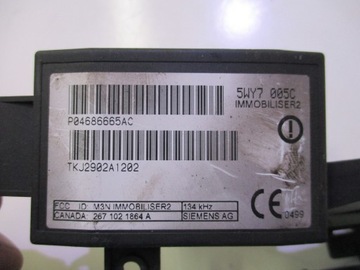 5WY7 005C
IMMOBILISER2
P04686665AC
TKJ2902A1202
FCC ID: M3N IMMOBILISER2 134 kHz
CANADA: 267 102 1864 A SIEMENS AG
CE 0499